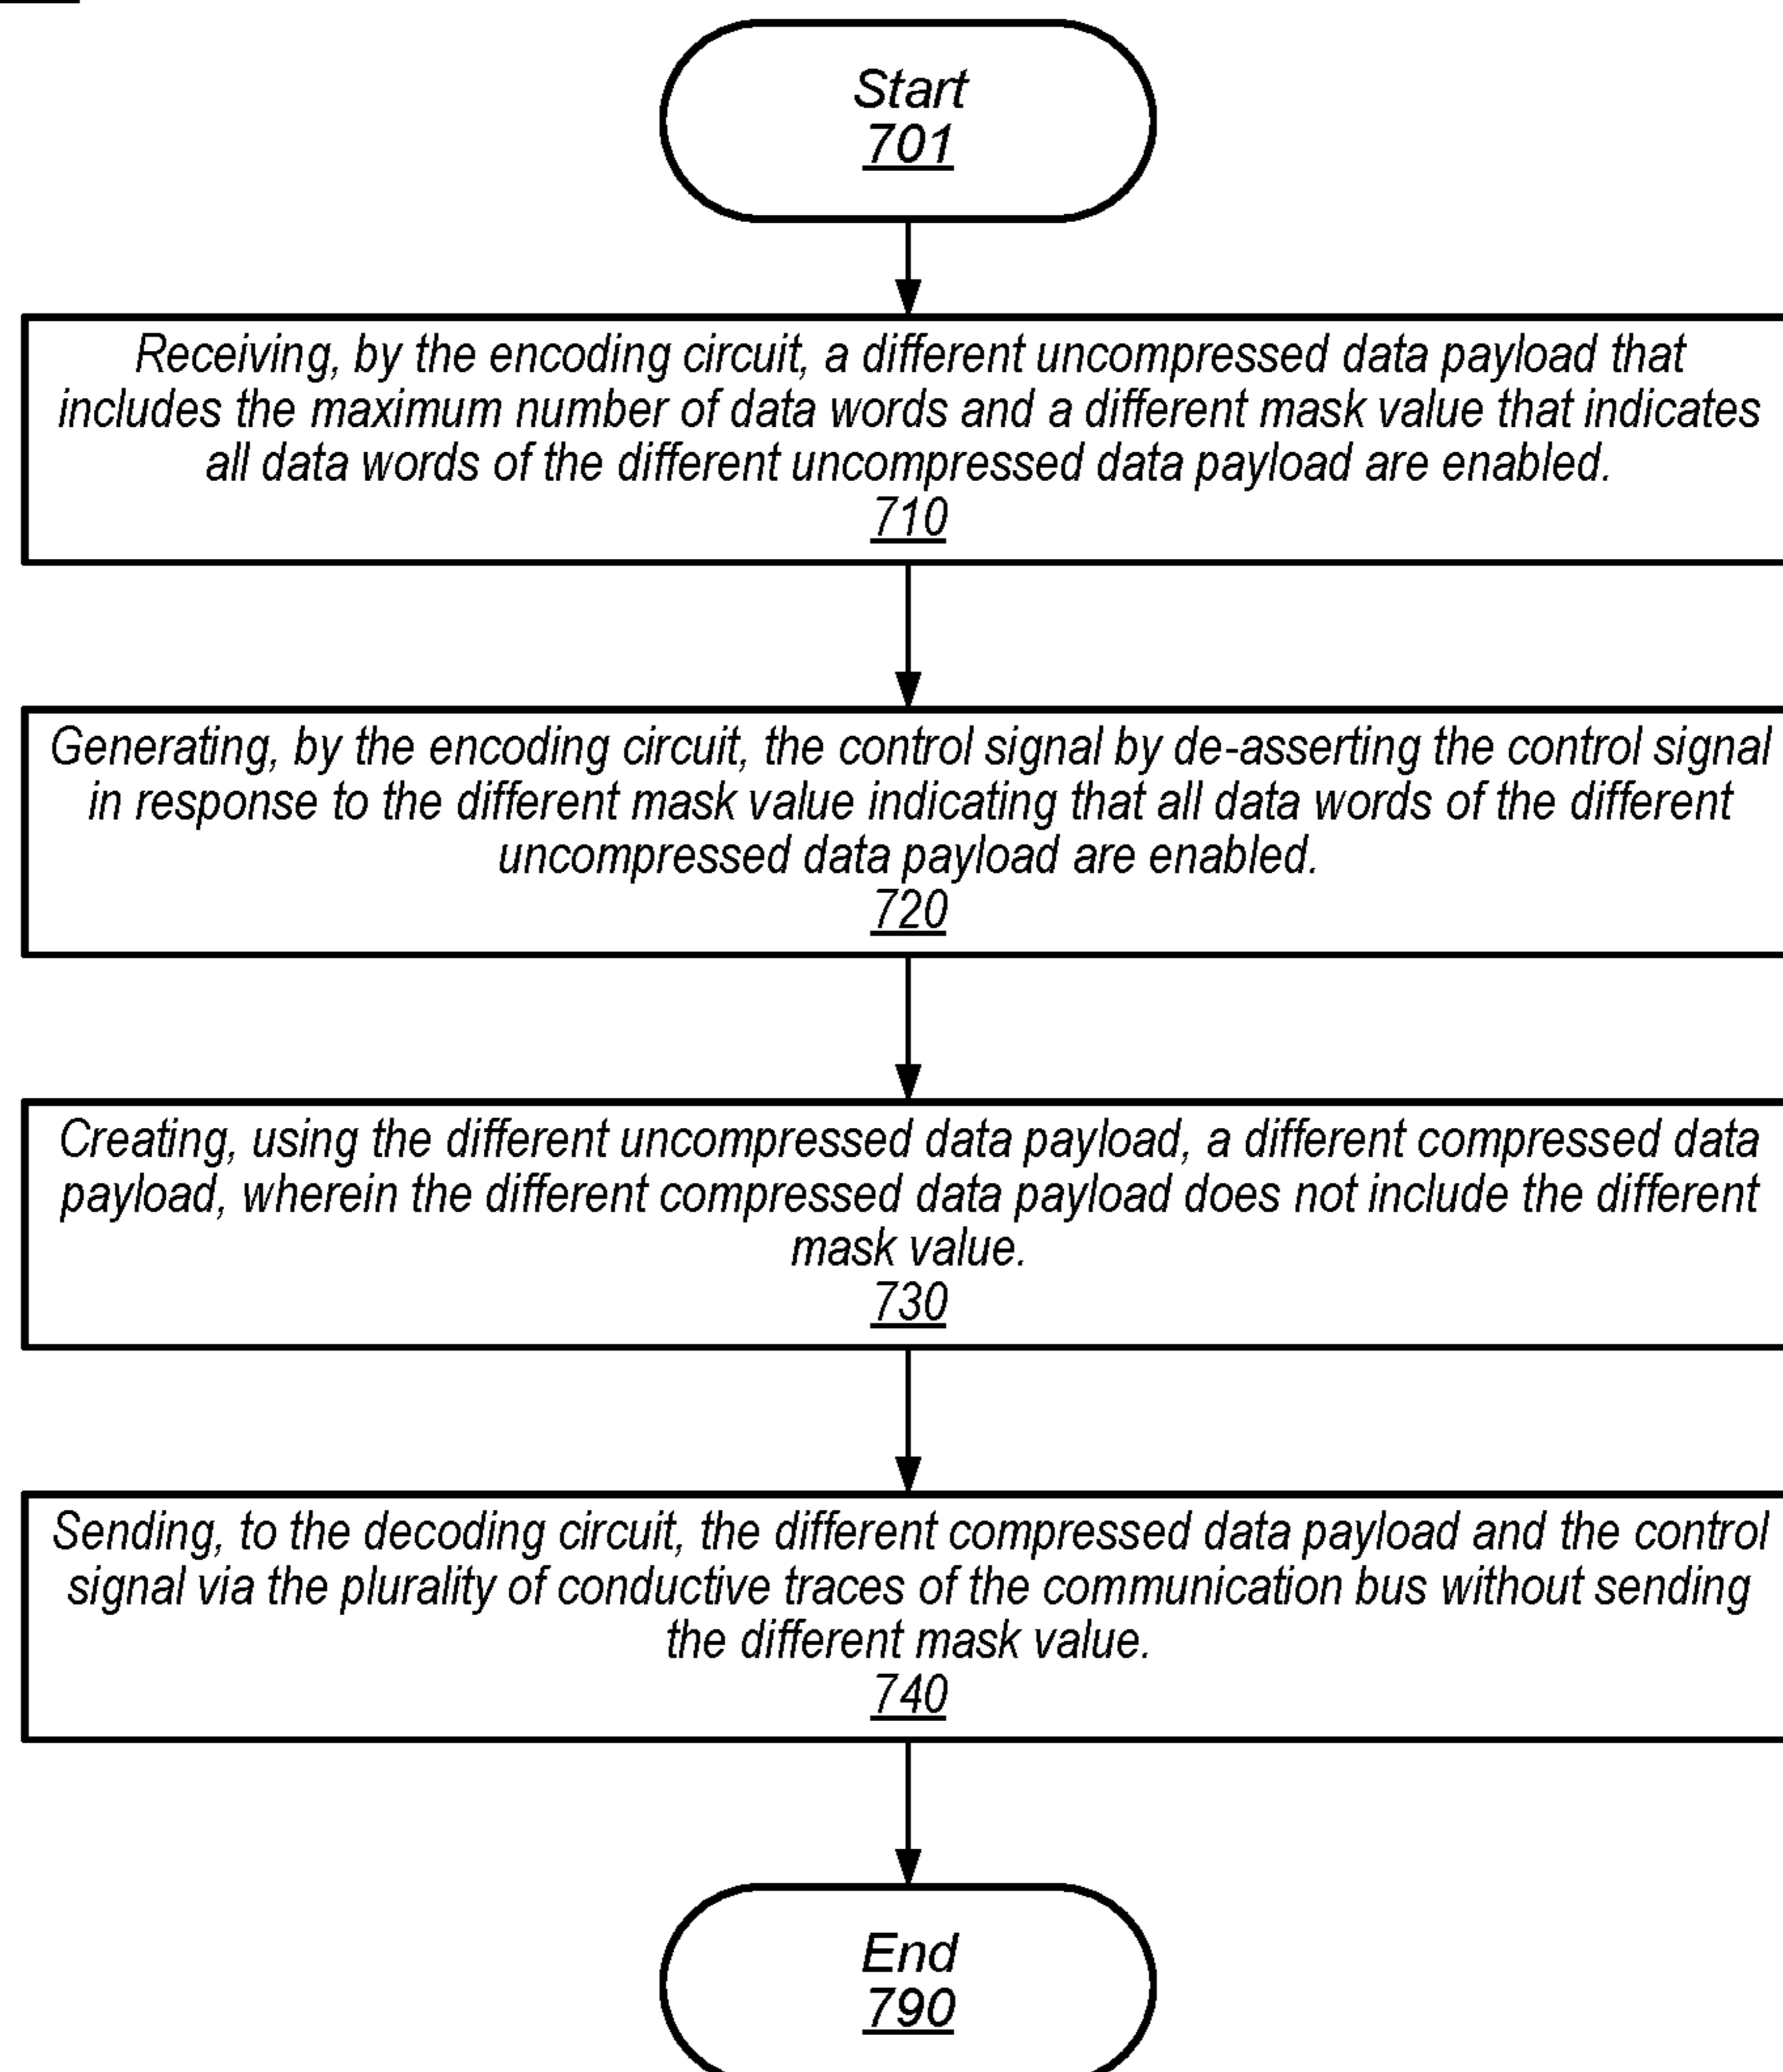 Start
701
Receiving, by the encoding circuit, a different uncompressed data payload that
includes the maximum number of data words and a different mask value that indicates
all data words of the different uncompressed data payload are enabled.
710
Generating, by the encoding circuit, the control signal by de-asserting the control signal
in response to the different mask value indicating that all data words of the different
uncompressed data payload are enabled.
720
Creating, using the different uncompressed data payload, a different compressed data
payload, wherein the different compressed data payload does not include the different
mask value.
730
Sending, to the decoding circuit, the different compressed data payload and the control
signal via the plurality of conductive traces of the communication bus without sending
the different mask value.
740
End
790